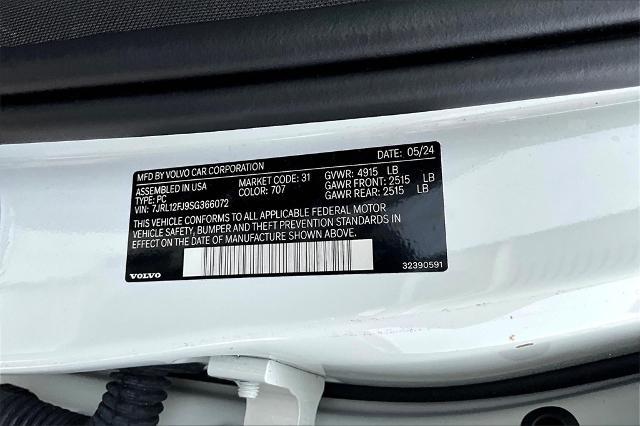 MFD BY VOLVO CAR CORPORATION DATE: 05/24
ASSEMBLED IN USA MARKET CODE: 31 GVWR: 4915 LB
TYPE: PC COLOR: 707 GAWR FRONT: 2515 LB
VIN: 7JRL12FJ9SG366072 GAWR REAR: 2515 LB
THIS VEHICLE CONFORMS TO ALL APPLICABLE FEDERAL MOTOR
VEHICLE SAFETY, BUMPER AND THEFT PREVENTION STANDARDS IN
EFFECT ON THE DATE OF MANUFACTURE SHOWN ABOVE.
VOLVO 32390591